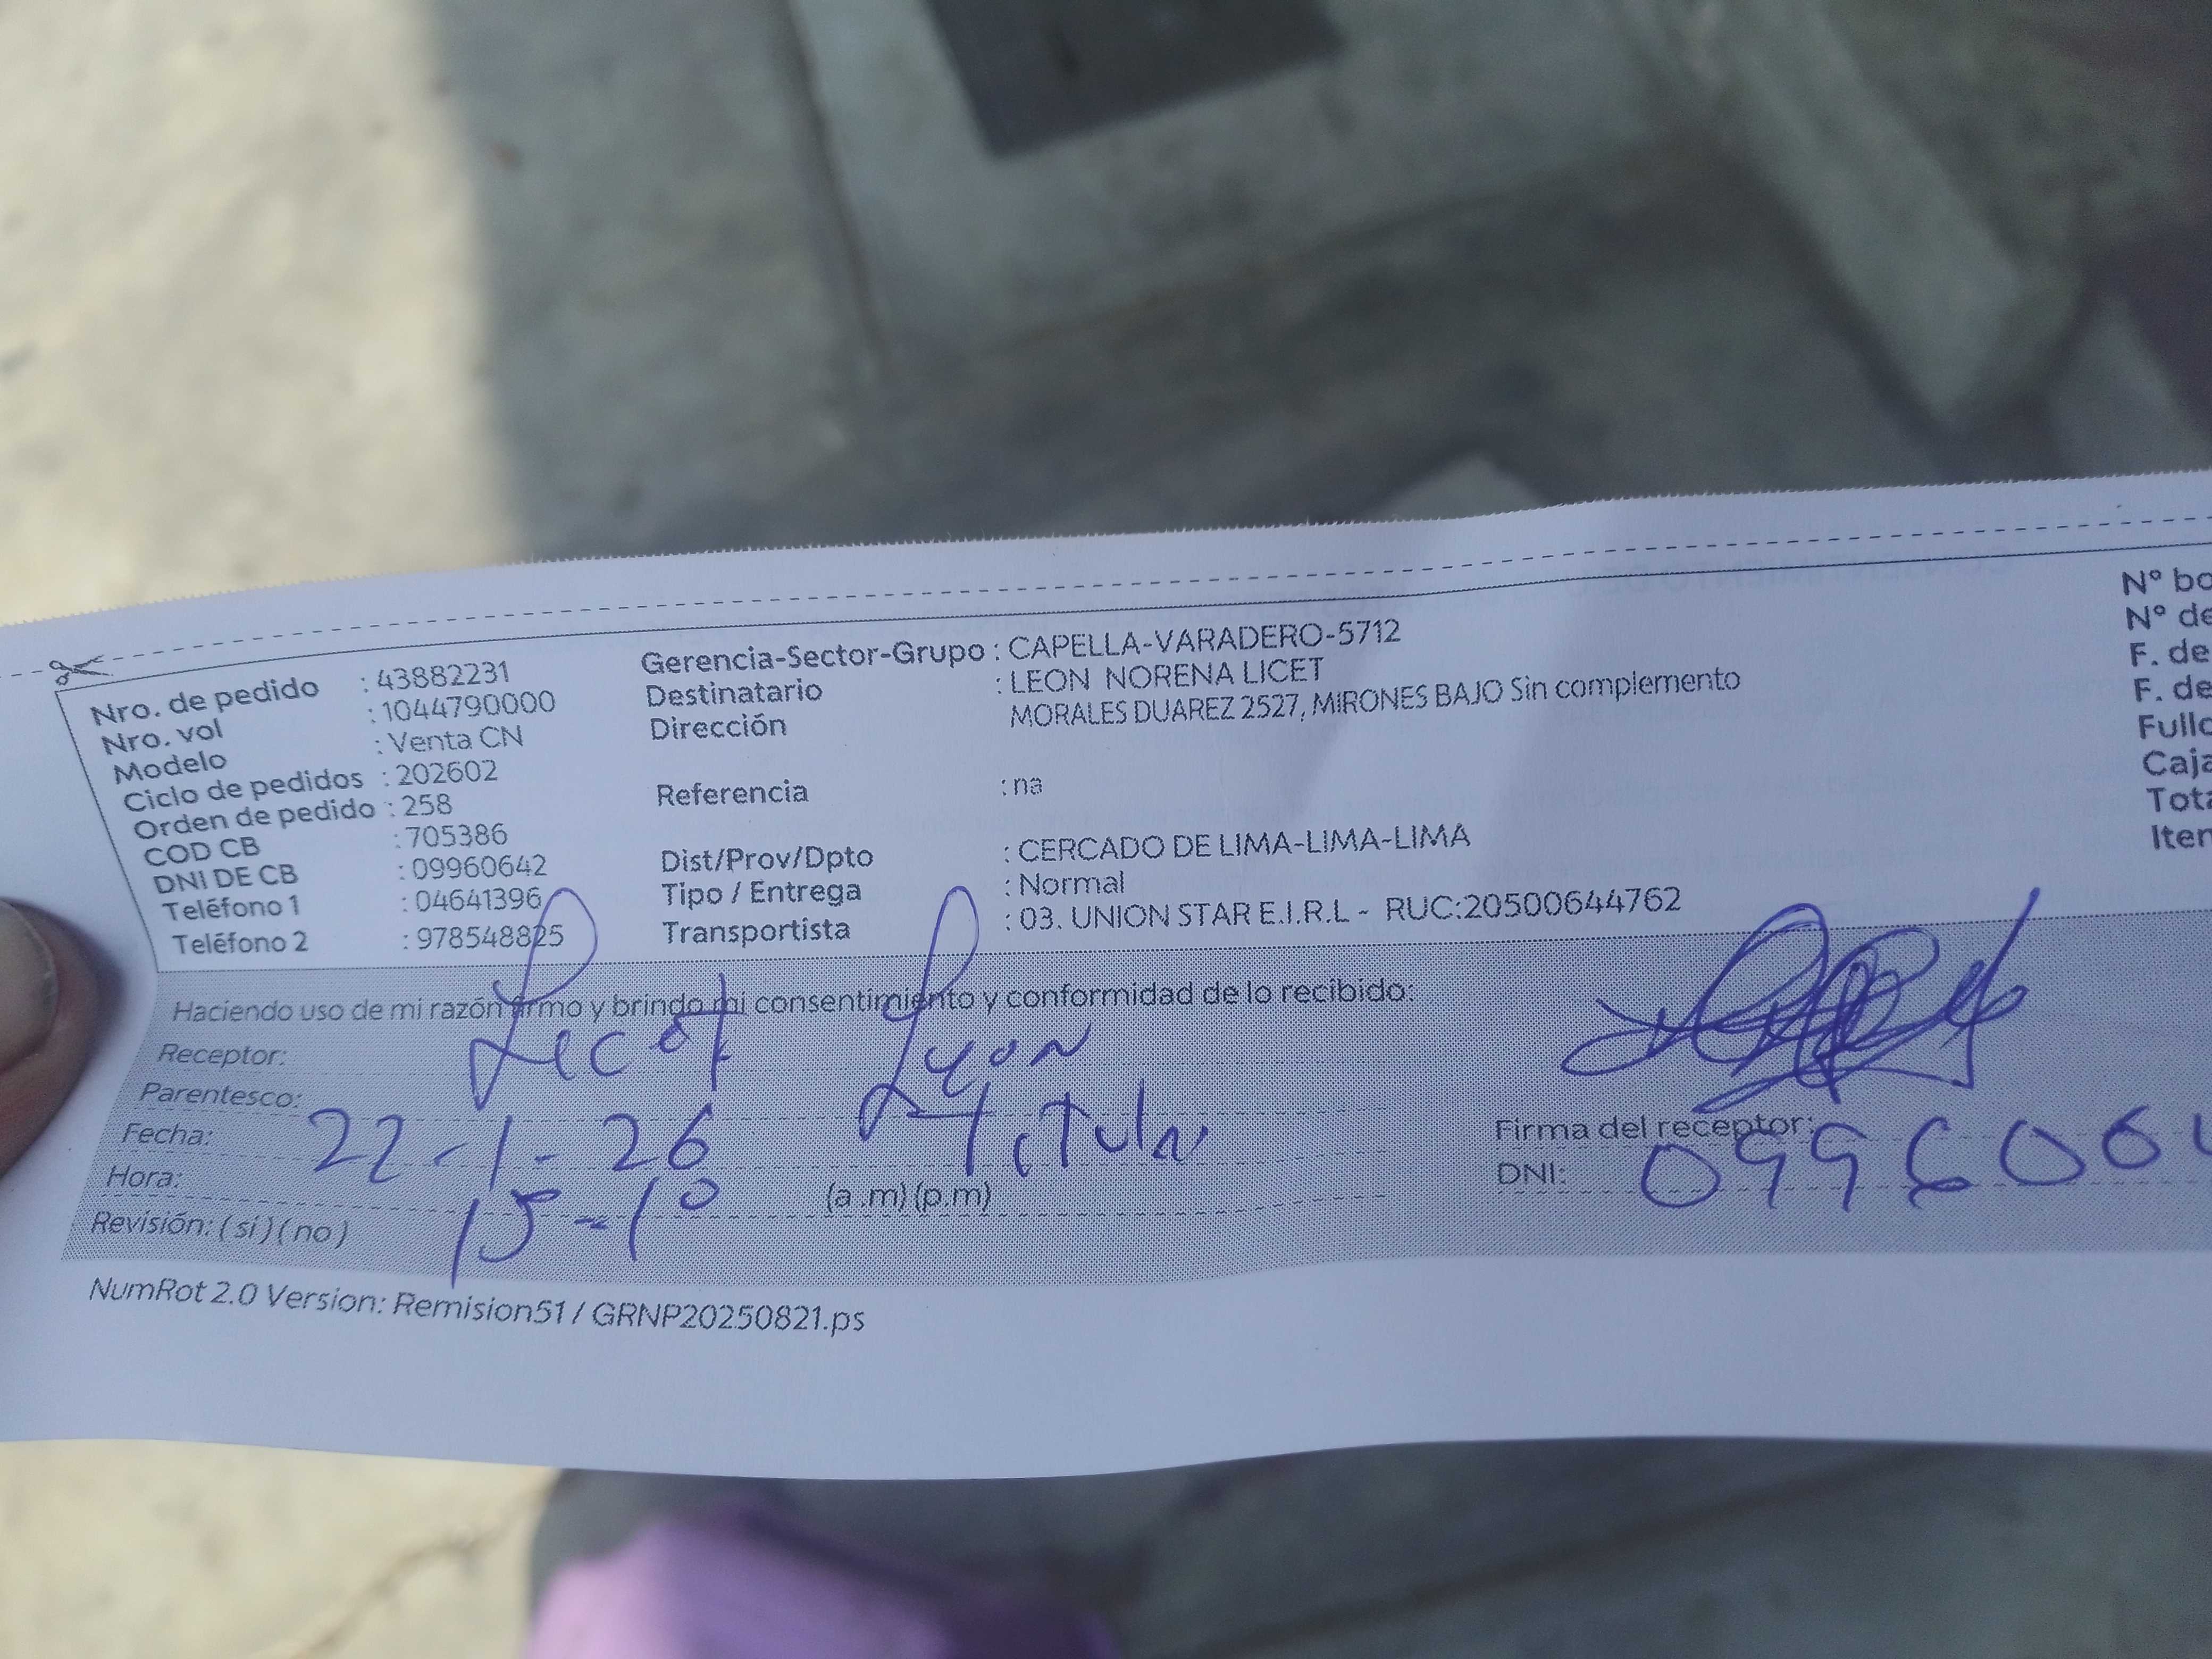 Nro. de pedido : 43882231
Nro. vol : 1044790000
Modelo : Venta CN
Ciclo de pedidos : 202602
Orden de pedido : 258
COD CB : 705386
DNI DE CB : 09960642
Teléfono 1 : 04641396
Teléfono 2 : 978548825
Gerencia-Sector-Grupo : CAPELLA-VARADERO-5712
Destinatario : LEON NORENA LICET
Dirección MORALES DUAREZ 2527, MIRONES BAJO Sin complemento
Referencia : na
Dist/Prov/Dpto : CERCADO DE LIMA-LIMA-LIMA
Tipo / Entrega : Normal
Transportista : 03. UNION STAR E.I.R.L - RUC:20500644762
N° bo
N° de
F. de
F. de
Fullc
Caja
Tota
Iten
Haciendo uso de mi razón firmo y brindo mi consentimiento y conformidad de lo recibido:
Receptor:
Parentesco: Titular
Fecha: 22-1-26
Hora: 15-10 (a.m) (p.m)
Revisión: (si) (no)
Firma del receptor:
DNI: 0996064
NumRot 2.0 Version: Remision51 / GRNP20250821.ps